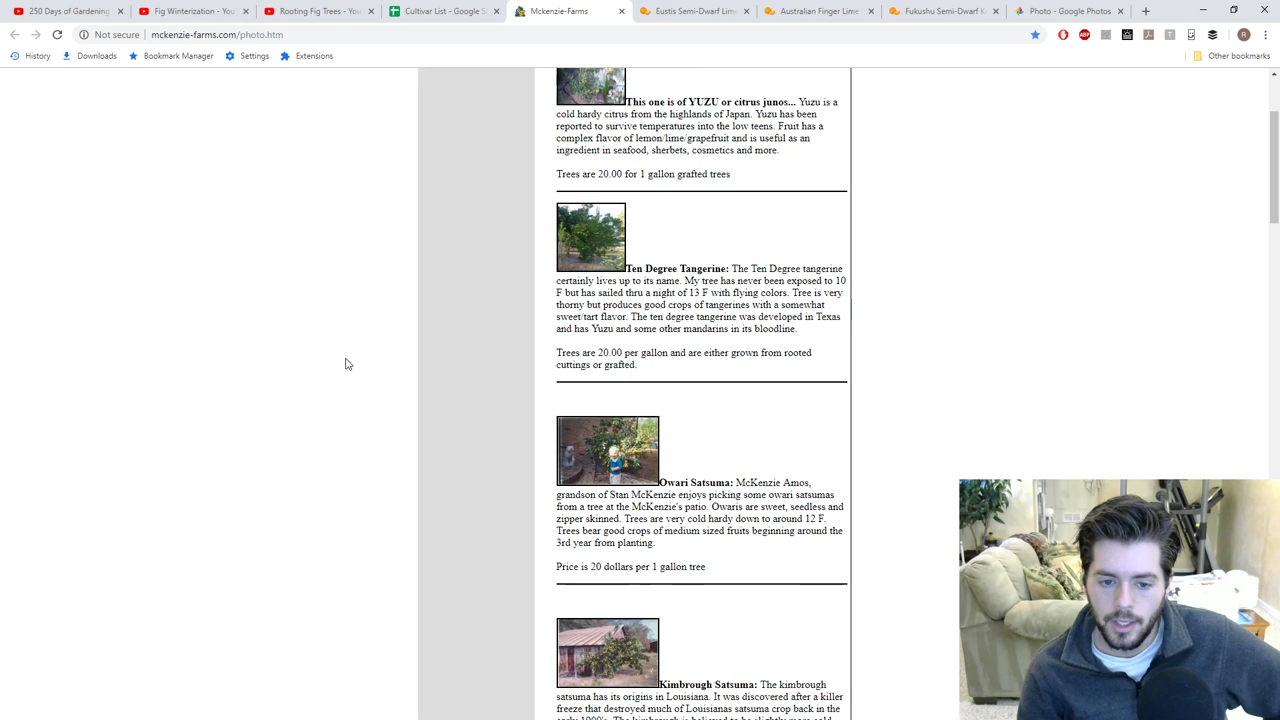 250 Days of Gardening
Fig Winterization - You
Rooting Fig Trees - You
Cultivar List - Google S
Mckenzie-Farms
Eustis Semi-Dwarf Lime
Australian Finger Lime
Fukushu Semi-Dwarf K
Photo - Google Photos
Not secure | mckenzie-farms.com/photo.htm
ABP
T
R
History
Downloads
Bookmark Manager
Settings
Extensions
Other bookmarks
This one is of YUZU or citrus junos... Yuzu is a
cold hardy citrus from the highlands of Japan. Yuzu has been
reported to survive temperatures into the low teens. Fruit has a
complex flavor of lemon/lime/grapefruit and is useful as an
ingredient in seafood, sherbets, cosmetics and more.
Trees are 20.00 for 1 gallon grafted trees
Ten Degree Tangerine: The Ten Degree tangerine
certainly lives up to its name. My tree has never been exposed to 10
F but has sailed thru a night of 13 F with flying colors. Tree is very
thorny but produces good crops of tangerines with a somewhat
sweet/tart flavor. The ten degree tangerine was developed in Texas
and has Yuzu and some other mandarins in its bloodline.
Trees are 20.00 per gallon and are either grown from rooted
cuttings or grafted.
Owari Satsuma: McKenzie Amos,
grandson of Stan McKenzie enjoys picking some owari satsumas
from a tree at the McKenzie's patio. Owaris are sweet, seedless and
zipper skinned. Trees are very cold hardy down to around 12 F.
Trees bear good crops of medium sized fruits beginning around the
3rd year from planting.
Price is 20 dollars per 1 gallon tree
Kimbrough Satsuma: The kimbrough
satsuma has its origins in Louisiana. It was discovered after a killer
freeze that destroyed much of Louisianas satsuma crop back in the